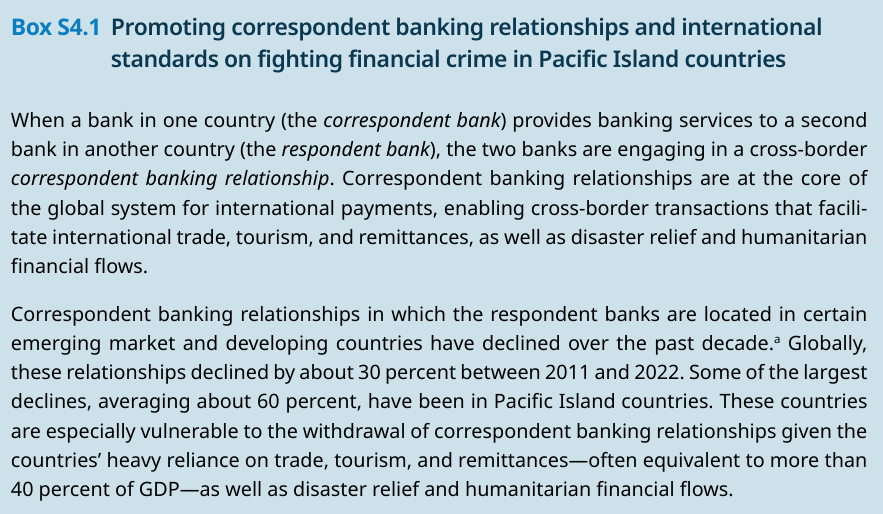 Box S4.1 Promoting correspondent banking relationships and international
standards on fighting financial crime in Pacific Island countries
When a bank in one country (the correspondent bank) provides banking services to a second
bank in another country (the respondent bank), the two banks are engaging in a cross-border
correspondent banking relationship. Correspondent banking relationships are at the core of
the global system for international payments, enabling cross-border transactions that facili-
tate international trade, tourism, and remittances, as well as disaster relief and humanitarian
financial flows.
Correspondent banking relationships in which the respondent banks are located in certain
emerging market and developing countries have declined over the past decade.ᵃ Globally,
these relationships declined by about 30 percent between 2011 and 2022. Some of the largest
declines, averaging about 60 percent, have been in Pacific Island countries. These countries
are especially vulnerable to the withdrawal of correspondent banking relationships given the
countries’ heavy reliance on trade, tourism, and remittances—often equivalent to more than
40 percent of GDP—as well as disaster relief and humanitarian financial flows.